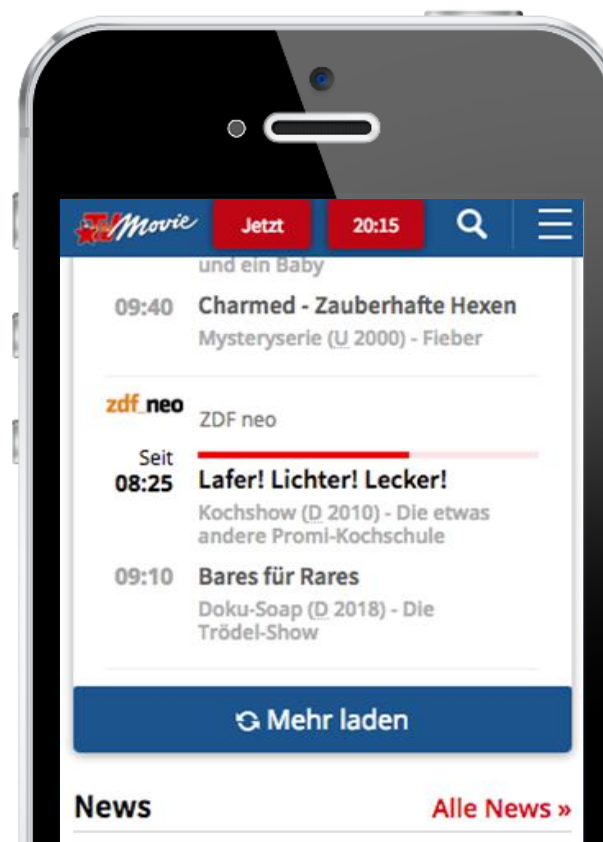 TV Movie
Jetzt
20:15
und ein Baby
09:40 Charmed - Zauberhafte Hexen
Mysteryserie (U 2000) - Fieber
zdf_neo ZDF neo
Seit
08:25 Lafer! Lichter! Lecker!
Kochshow (D 2010) - Die etwas
andere Promi-Kochschule
09:10 Bares für Rares
Doku-Soap (D 2018) - Die
Trödel-Show
Mehr laden
News
Alle News »